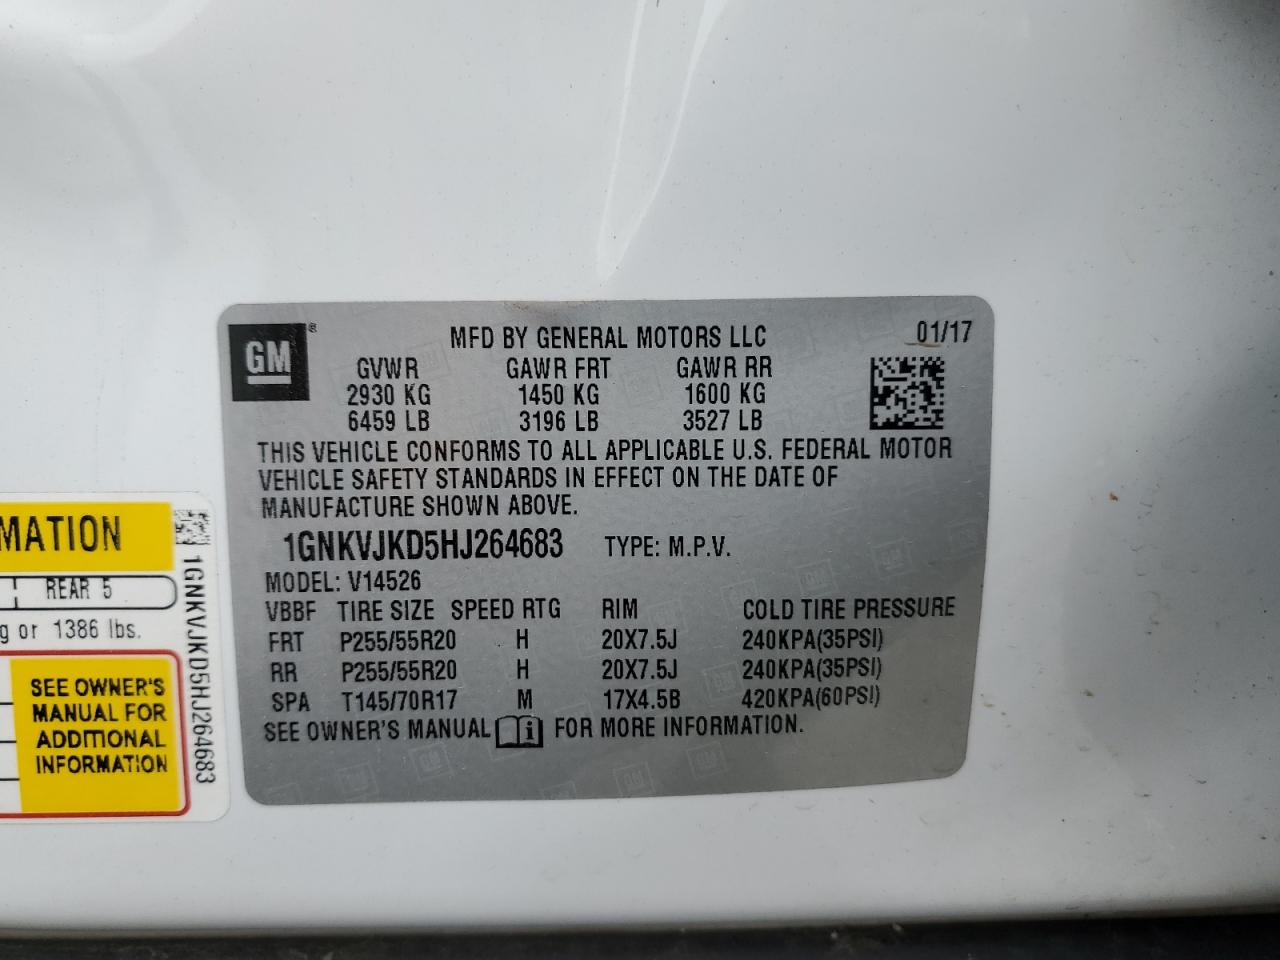 GM ®
MFD BY GENERAL MOTORS LLC 01/17
GVWR GAWR FRT GAWR RR
2930 KG 1450 KG 1600 KG
6459 LB 3196 LB 3527 LB
THIS VEHICLE CONFORMS TO ALL APPLICABLE U.S. FEDERAL MOTOR
VEHICLE SAFETY STANDARDS IN EFFECT ON THE DATE OF
MANUFACTURE SHOWN ABOVE.
1GNKVJKD5HJ264683 TYPE: M.P.V.
MODEL: V14526
VBBF TIRE SIZE SPEED RTG RIM COLD TIRE PRESSURE
FRT P255/55R20 H 20X7.5J 240KPA(35PSI)
RR P255/55R20 H 20X7.5J 240KPA(35PSI)
SPA T145/70R17 M 17X4.5B 420KPA(60PSI)
SEE OWNER'S MANUAL i FOR MORE INFORMATION.
MATION
REAR 5
g or 1386 lbs.
SEE OWNER'S
MANUAL FOR
ADDITIONAL
INFORMATION
1GNKVJKD5HJ264683